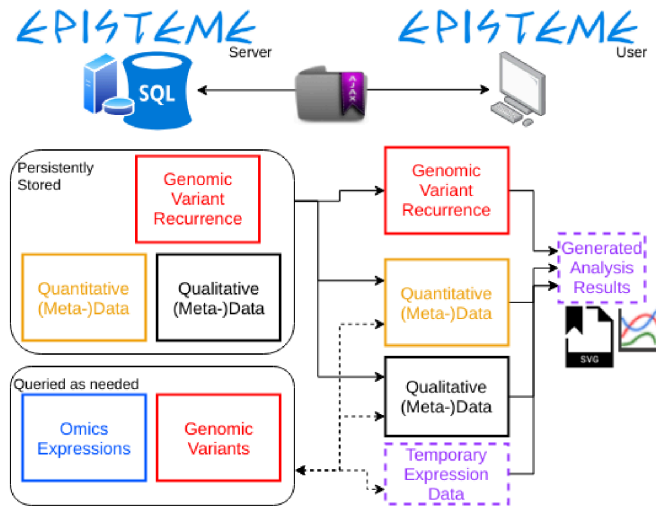 EPISTEME
Server
EPISTEME
User
SQL
AJAX
Persistently
Stored
Genomic
Variant
Recurrence
Quantitative
(Meta-)Data
Qualitative
(Meta-)Data
Queried as needed
Omics
Expressions
Genomic
Variants
Genomic
Variant
Recurrence
Quantitative
(Meta-)Data
Qualitative
(Meta-)Data
Temporary
Expression
Data
Generated
Analysis
Results
SVG